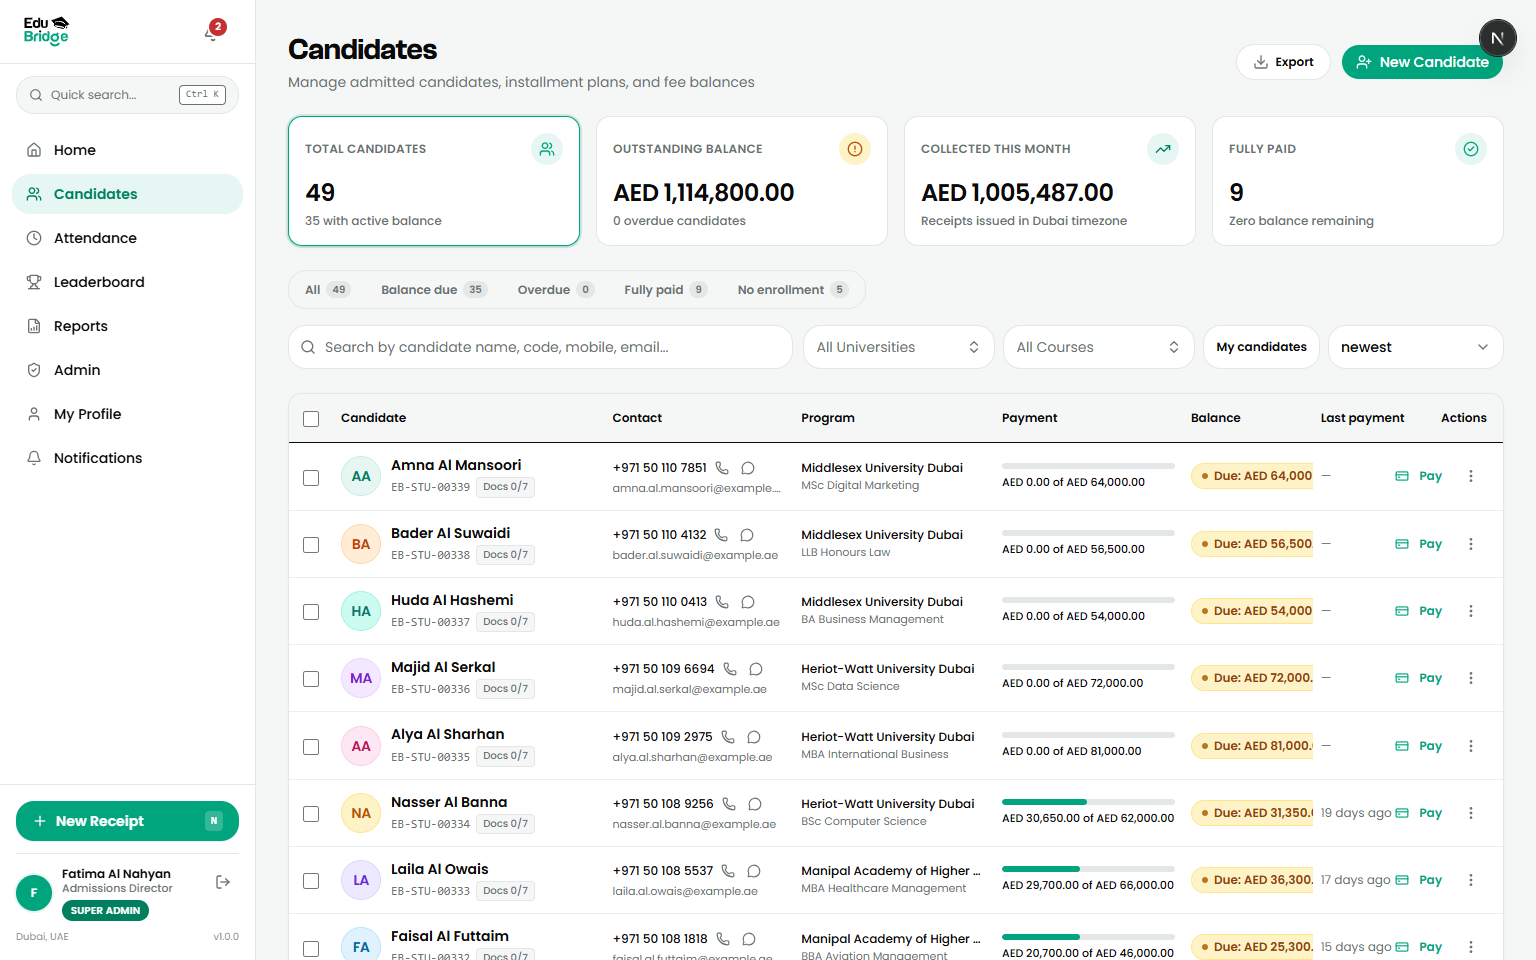 Edu
Bridge
2
Quick search...
Ctrl K
Home
Candidates
Attendance
Leaderboard
Reports
Admin
My Profile
Notifications
New Receipt
N
F
Fatima Al Nahyan
Admissions Director
SUPER ADMIN
Dubai, UAE
v1.0.0
Candidates
Manage admitted candidates, installment plans, and fee balances
Export
New Candidate
N
TOTAL CANDIDATES
49
35 with active balance
OUTSTANDING BALANCE
AED 1,114,800.00
0 overdue candidates
COLLECTED THIS MONTH
AED 1,005,487.00
Receipts issued in Dubai timezone
FULLY PAID
9
Zero balance remaining
All 49
Balance due 35
Overdue 0
Fully paid 9
No enrollment 5
Search by candidate name, code, mobile, email...
All Universities
All Courses
My candidates
newest
Candidate Contact Program Payment Balance Last payment Actions
AA
Amna Al Mansoori
EB-STU-00339 Docs 0/7
+971 50 110 7851
amna.al.mansoori@example....
Middlesex University Dubai
MSc Digital Marketing
AED 0.00 of AED 64,000.00
Due: AED 64,000
—
Pay
BA
Bader Al Suwaidi
EB-STU-00338 Docs 0/7
+971 50 110 4132
bader.al.suwaidi@example.ae
Middlesex University Dubai
LLB Honours Law
AED 0.00 of AED 56,500.00
Due: AED 56,500
—
Pay
HA
Huda Al Hashemi
EB-STU-00337 Docs 0/7
+971 50 110 0413
huda.al.hashemi@example.ae
Middlesex University Dubai
BA Business Management
AED 0.00 of AED 54,000.00
Due: AED 54,000
—
Pay
MA
Majid Al Serkal
EB-STU-00336 Docs 0/7
+971 50 109 6694
majid.al.serkal@example.ae
Heriot-Watt University Dubai
MSc Data Science
AED 0.00 of AED 72,000.00
Due: AED 72,000.
—
Pay
AA
Alya Al Sharhan
EB-STU-00335 Docs 0/7
+971 50 109 2975
alya.al.sharhan@example.ae
Heriot-Watt University Dubai
MBA International Business
AED 0.00 of AED 81,000.00
Due: AED 81,000.
—
Pay
NA
Nasser Al Banna
EB-STU-00334 Docs 0/7
+971 50 108 9256
nasser.al.banna@example.ae
Heriot-Watt University Dubai
BSc Computer Science
AED 30,650.00 of AED 62,000.00
Due: AED 31,350.
19 days ago
Pay
LA
Laila Al Owais
EB-STU-00333 Docs 0/7
+971 50 108 5537
laila.al.owais@example.ae
Manipal Academy of Higher ...
MBA Healthcare Management
AED 29,700.00 of AED 66,000.00
Due: AED 36,300.
17 days ago
Pay
FA
Faisal Al Futtaim
EB-STU-00332 Docs 0/7
+971 50 108 1818
faisal.al.futtaim@example.ae
Manipal Academy of Higher ...
BBA Aviation Management
AED 20,700.00 of AED 46,000.00
Due: AED 25,300.
15 days ago
Pay